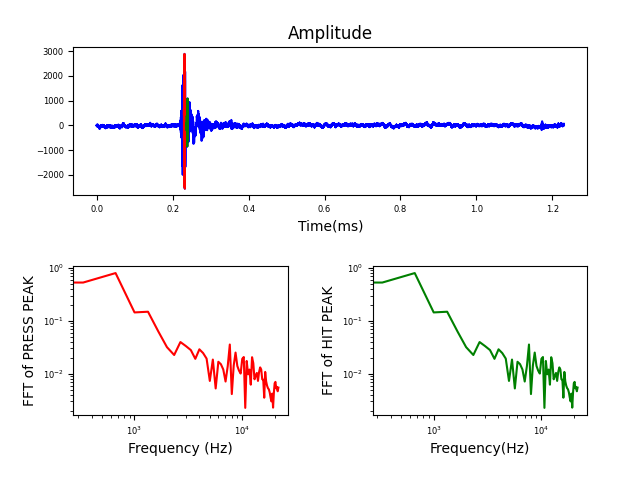 Amplitude
3000
2000
1000
0
−1000
−2000
0.0 0.2 0.4 0.6 0.8 1.0 1.2
Time(ms)
FFT of PRESS PEAK
10⁰
10⁻¹
10⁻²
10³ 10⁴
Frequency (Hz)
FFT of HIT PEAK
10⁰
10⁻¹
10⁻²
10³ 10⁴
Frequency(Hz)